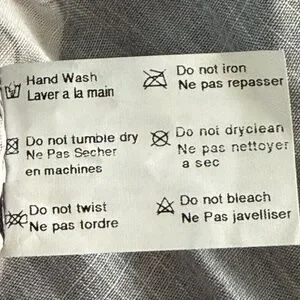 Hand Wash
Laver a la main
Do not iron
Ne pas repasser
Do not tumble dry
Ne Pas Secher
en machines
Do not dryclean
Ne pas nettoyer
a sec
Do not twist
Ne pas tordre
Do not bleach
Ne Pas javelliser